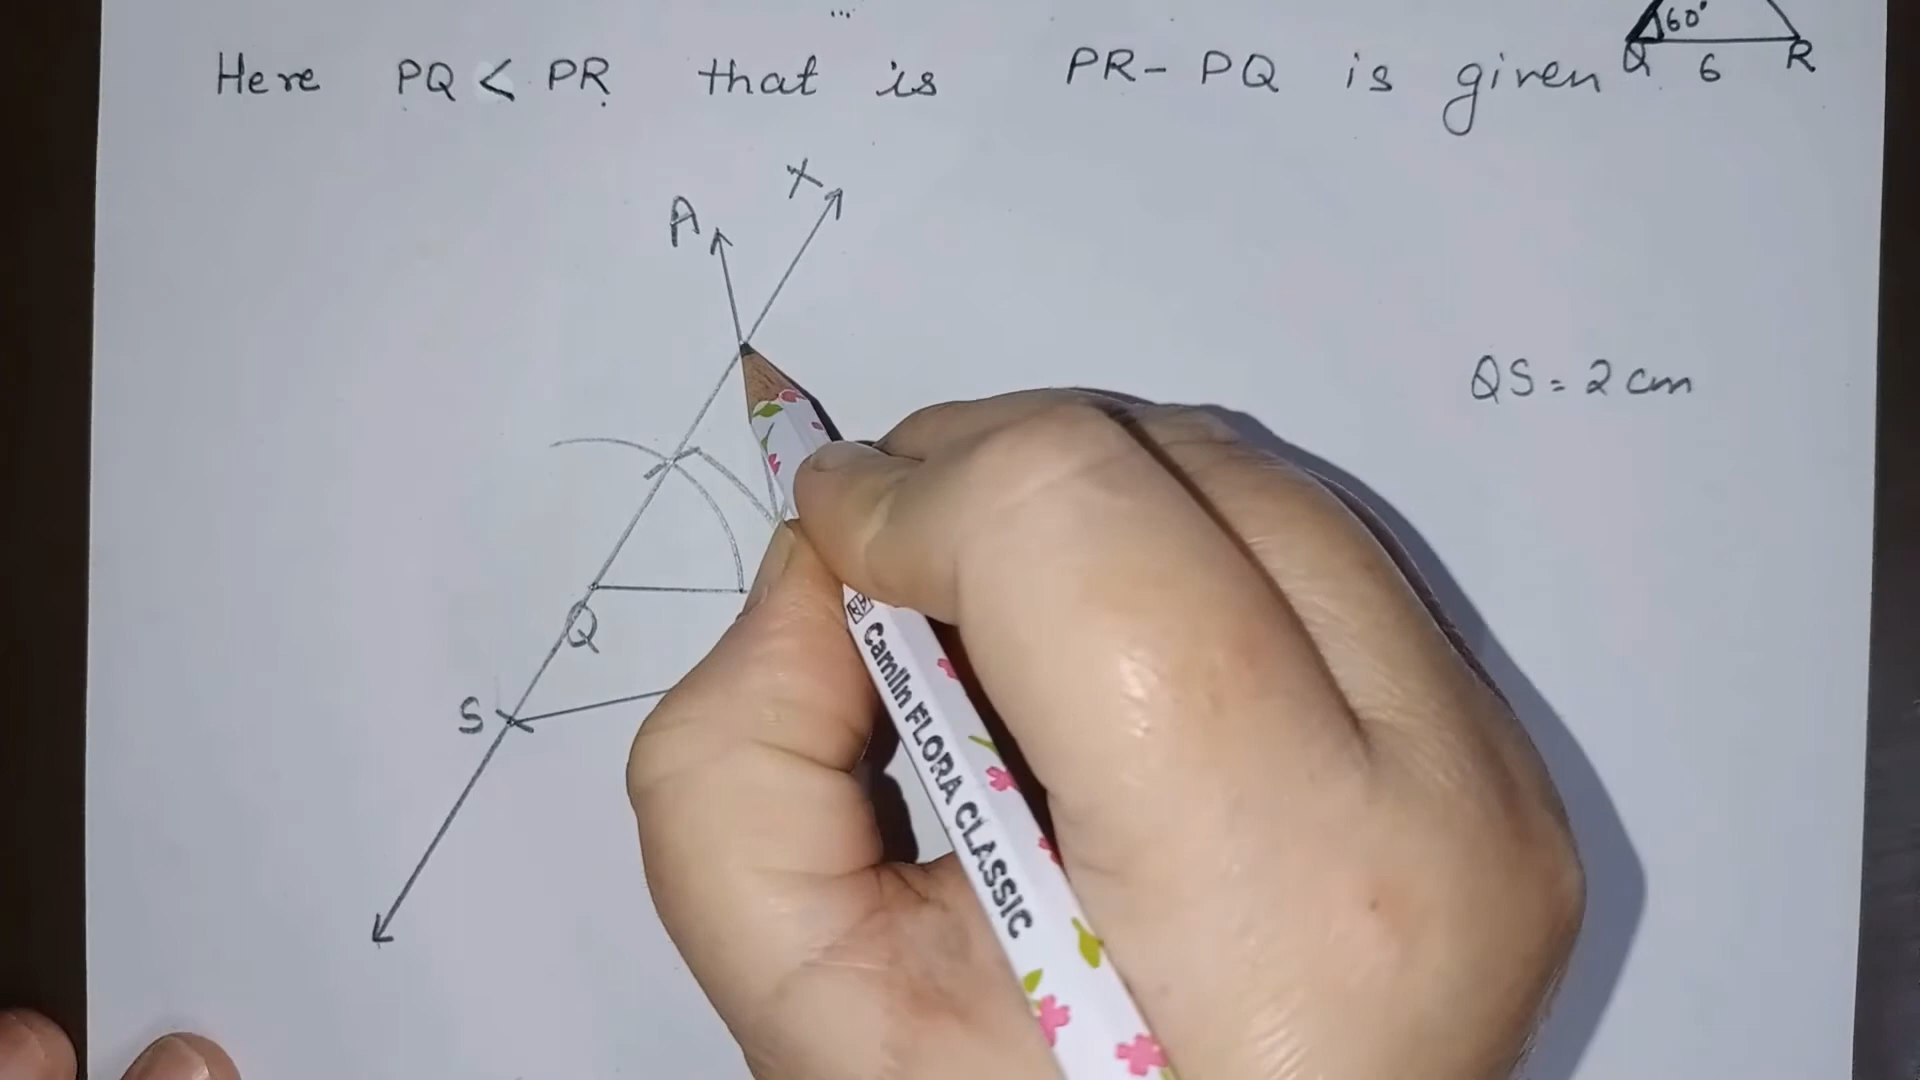 60°
Q 6 R
Here PQ < PR that is PR - PQ is given
X
A
QS = 2 cm
Q
S
Camlin FLORA CLASSIC